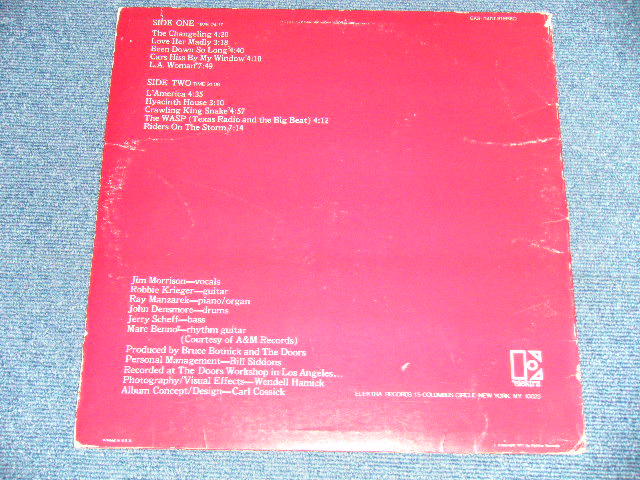 SIDE ONE
The Changeling 4:20
Love Her Madly 3:18
Been Down So Long 4:40
Cars Hiss By My Window 4:10
L.A. Woman 7:49
SIDE TWO TIME
L'America 4:35
Hyacinth House 3:10
Crawling King Snake 4:57
The WASP (Texas Radio and the Big Beat) 4:12
Riders On The Storm 7:14
Jim Morrison—vocals
Robbie Krieger—guitar
Ray Manzarek—piano/organ
John Densmore—drums
Jerry Scheff—bass
Marc Benno—rhythm guitar
(Courtesy of A&M Records)
Produced by Bruce Botnick and The Doors
Personal Management—Bill Siddons
Recorded at The Doors Workshop in Los Angeles...
Photography/Visual Effects—Wendell Hamick
Album Concept/Design—Carl Cossick
elektra
ELEKTRA RECORDS 15 COLUMBUS CIRCLE NEW YORK NY 10023